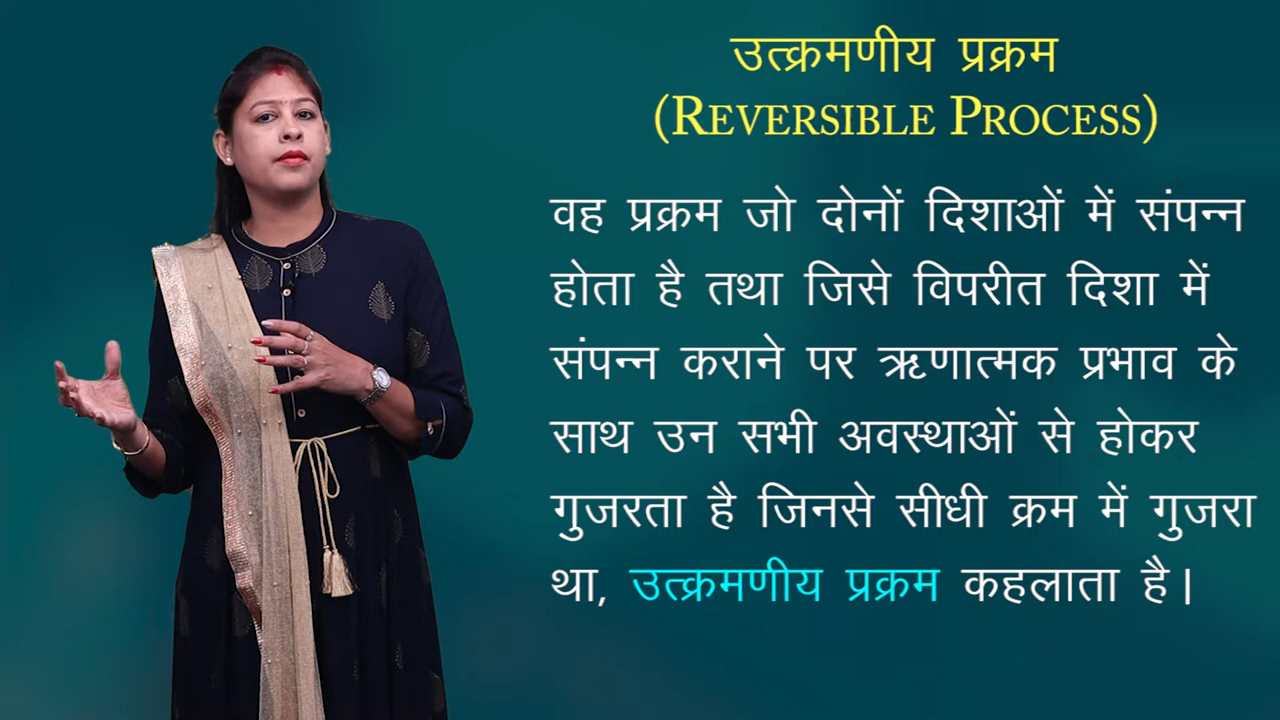 उत्क्रमणीय प्रक्रम
(REVERSIBLE PROCESS)
वह प्रक्रम जो दोनों दिशाओं में संपन्न
होता है तथा जिसे विपरीत दिशा में
संपन्न कराने पर ऋणात्मक प्रभाव के
साथ उन सभी अवस्थाओं से होकर
गुजरता है जिनसे सीधी क्रम में गुजरा
था, उत्क्रमणीय प्रक्रम कहलाता है।